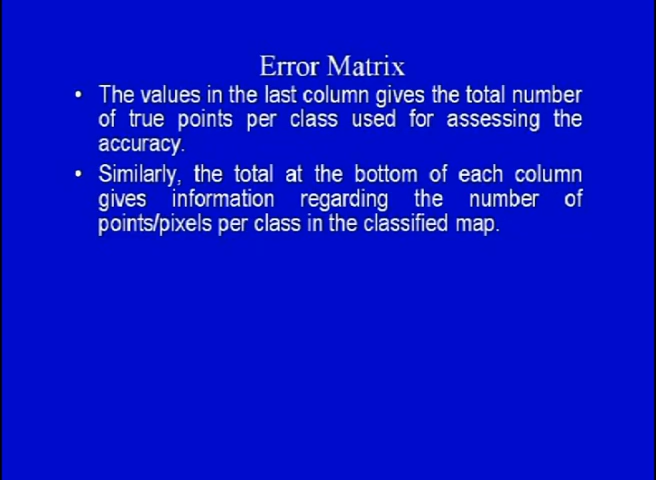 Error Matrix
• The values in the last column gives the total number
of true points per class used for assessing the
accuracy.
• Similarly, the total at the bottom of each column
gives information regarding the number of
points/pixels per class in the classified map.